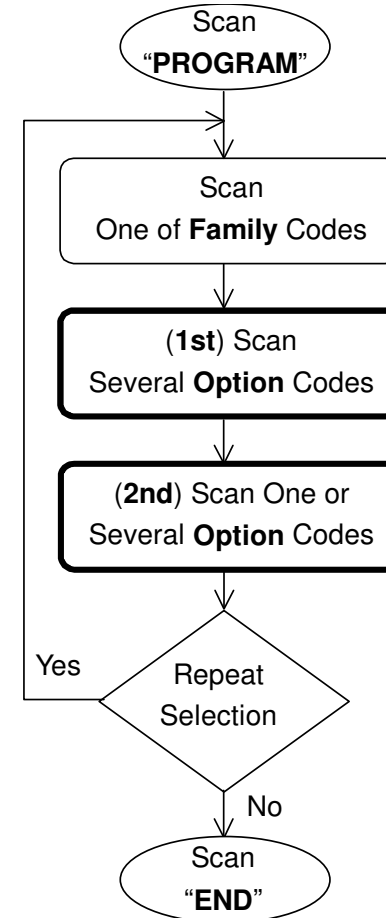 Scan
“PROGRAM”
Scan
One of Family Codes
(1st) Scan
Several Option Codes
(2nd) Scan One or
Several Option Codes
Yes
Repeat
Selection
No
Scan
“END”